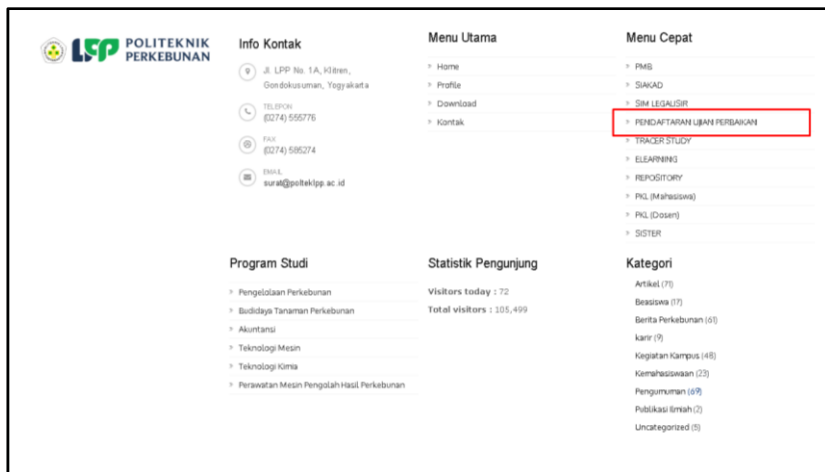 LPP POLITEKNIK
PERKEBUNAN
Info Kontak
Jl. LPP No. 1A, Klitren,
Gondokusuman, Yogyakarta
TELEPON
(0274) 555776
FAX
(0274) 585274
EMAIL
surat@polteklpp.ac.id
Menu Utama
Home
Profile
Download
Kontak
Menu Cepat
PMB
SIAKAD
SIM LEGALISIR
PENDAFTARAN UJIAN PERBAIKAN
TRACER STUDY
ELEARNING
REPOSITORY
PKL (Mahasiswa)
PKL (Dosen)
SISTER
Program Studi
Pengelolaan Perkebunan
Budidaya Tanaman Perkebunan
Akuntansi
Teknologi Mesin
Teknologi Kimia
Perawatan Mesin Pengolah Hasil Perkebunan
Statistik Pengunjung
Visitors today : 72
Total visitors : 105,499
Kategori
Artikel (71)
Beasiswa (17)
Berita Perkebunan (61)
karir (9)
Kegiatan Kampus (48)
Kemahasiswaan (23)
Pengumuman (69)
Publikasi Ilmiah (2)
Uncategorized (5)